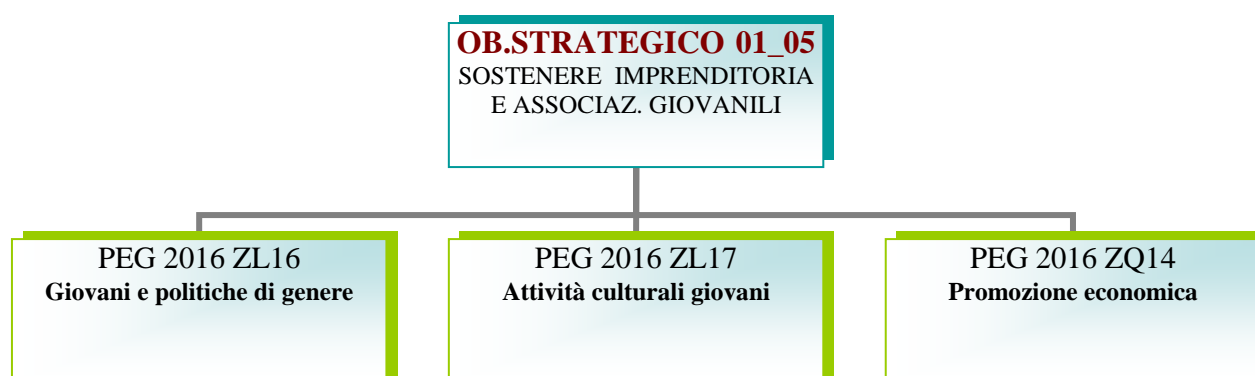 OB.STRATEGICO 01_05
SOSTENERE IMPRENDITORIA
E ASSOCIAZ. GIOVANILI
PEG 2016 ZL16
Giovani e politiche di genere
PEG 2016 ZL17
Attività culturali giovani
PEG 2016 ZQ14
Promozione economica